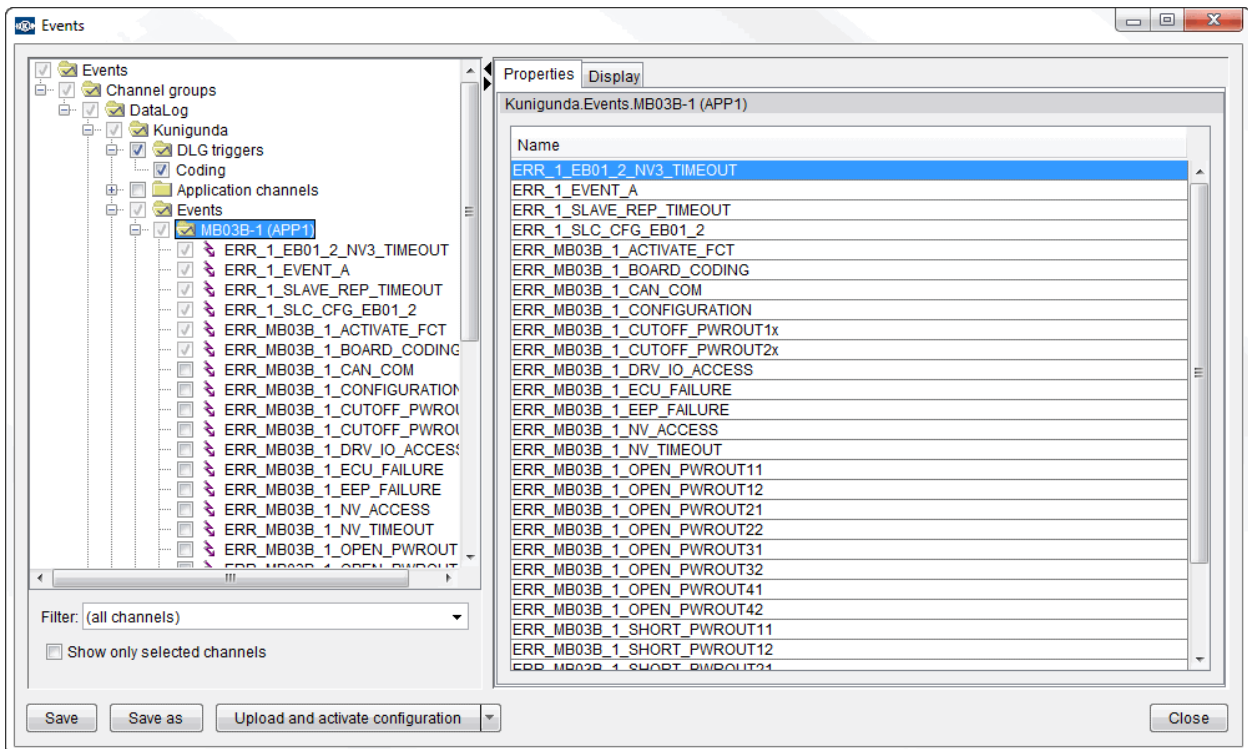 Events
Events
Channel groups
DataLog
Kunigunda
DLG triggers
Coding
Application channels
Events
MB03B-1 (APP1)
ERR_1_EB01_2_NV3_TIMEOUT
ERR_1_EVENT_A
ERR_1_SLAVE_REP_TIMEOUT
ERR_1_SLC_CFG_EB01_2
ERR_MB03B_1_ACTIVATE_FCT
ERR_MB03B_1_BOARD_CODING
ERR_MB03B_1_CAN_COM
ERR_MB03B_1_CONFIGURATION
ERR_MB03B_1_CUTOFF_PWROU
ERR_MB03B_1_CUTOFF_PWROU
ERR_MB03B_1_DRV_IO_ACCESS
ERR_MB03B_1_ECU_FAILURE
ERR_MB03B_1_EEP_FAILURE
ERR_MB03B_1_NV_ACCESS
ERR_MB03B_1_NV_TIMEOUT
ERR_MB03B_1_OPEN_PWROUT
ERR_MB03B_1_OPEN_PWROUT
Filter: (all channels)
Show only selected channels
Properties Display
Kunigunda.Events.MB03B-1 (APP1)
Name
ERR_1_EB01_2_NV3_TIMEOUT
ERR_1_EVENT_A
ERR_1_SLAVE_REP_TIMEOUT
ERR_1_SLC_CFG_EB01_2
ERR_MB03B_1_ACTIVATE_FCT
ERR_MB03B_1_BOARD_CODING
ERR_MB03B_1_CAN_COM
ERR_MB03B_1_CONFIGURATION
ERR_MB03B_1_CUTOFF_PWROUT1x
ERR_MB03B_1_CUTOFF_PWROUT2x
ERR_MB03B_1_DRV_IO_ACCESS
ERR_MB03B_1_ECU_FAILURE
ERR_MB03B_1_EEP_FAILURE
ERR_MB03B_1_NV_ACCESS
ERR_MB03B_1_NV_TIMEOUT
ERR_MB03B_1_OPEN_PWROUT11
ERR_MB03B_1_OPEN_PWROUT12
ERR_MB03B_1_OPEN_PWROUT21
ERR_MB03B_1_OPEN_PWROUT22
ERR_MB03B_1_OPEN_PWROUT31
ERR_MB03B_1_OPEN_PWROUT32
ERR_MB03B_1_OPEN_PWROUT41
ERR_MB03B_1_OPEN_PWROUT42
ERR_MB03B_1_SHORT_PWROUT11
ERR_MB03B_1_SHORT_PWROUT12
ERR_MB03B_1_SHORT_PWROUT21
Save Save as Upload and activate configuration Close